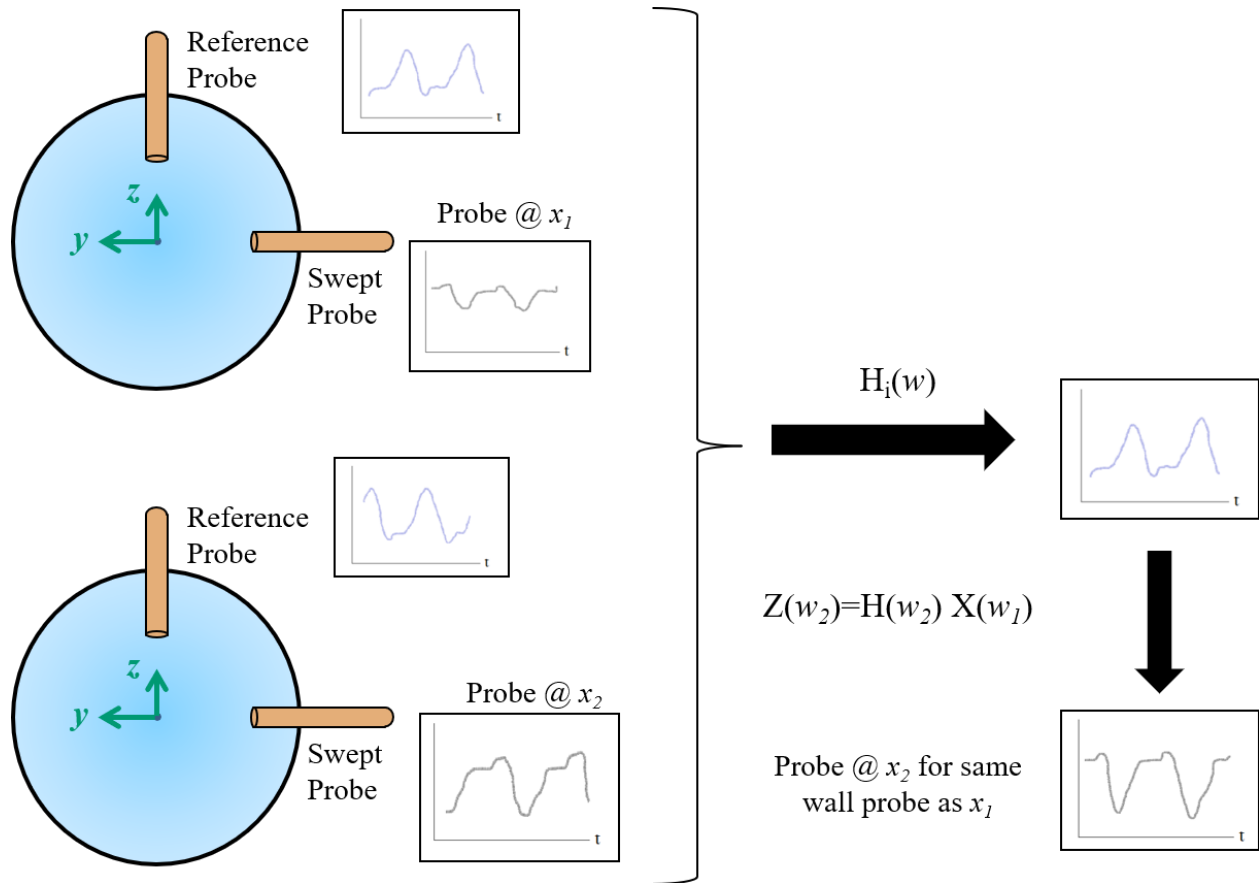 Reference
Probe
t
z
y
Probe @ x₁
Swept
Probe
t
Reference
Probe
t
z
y
Probe @ x₂
Swept
Probe
t
Hᵢ(w)
t
Z(w₂)=H(w₂) X(w₁)
Probe @ x₂ for same
wall probe as x₁
t